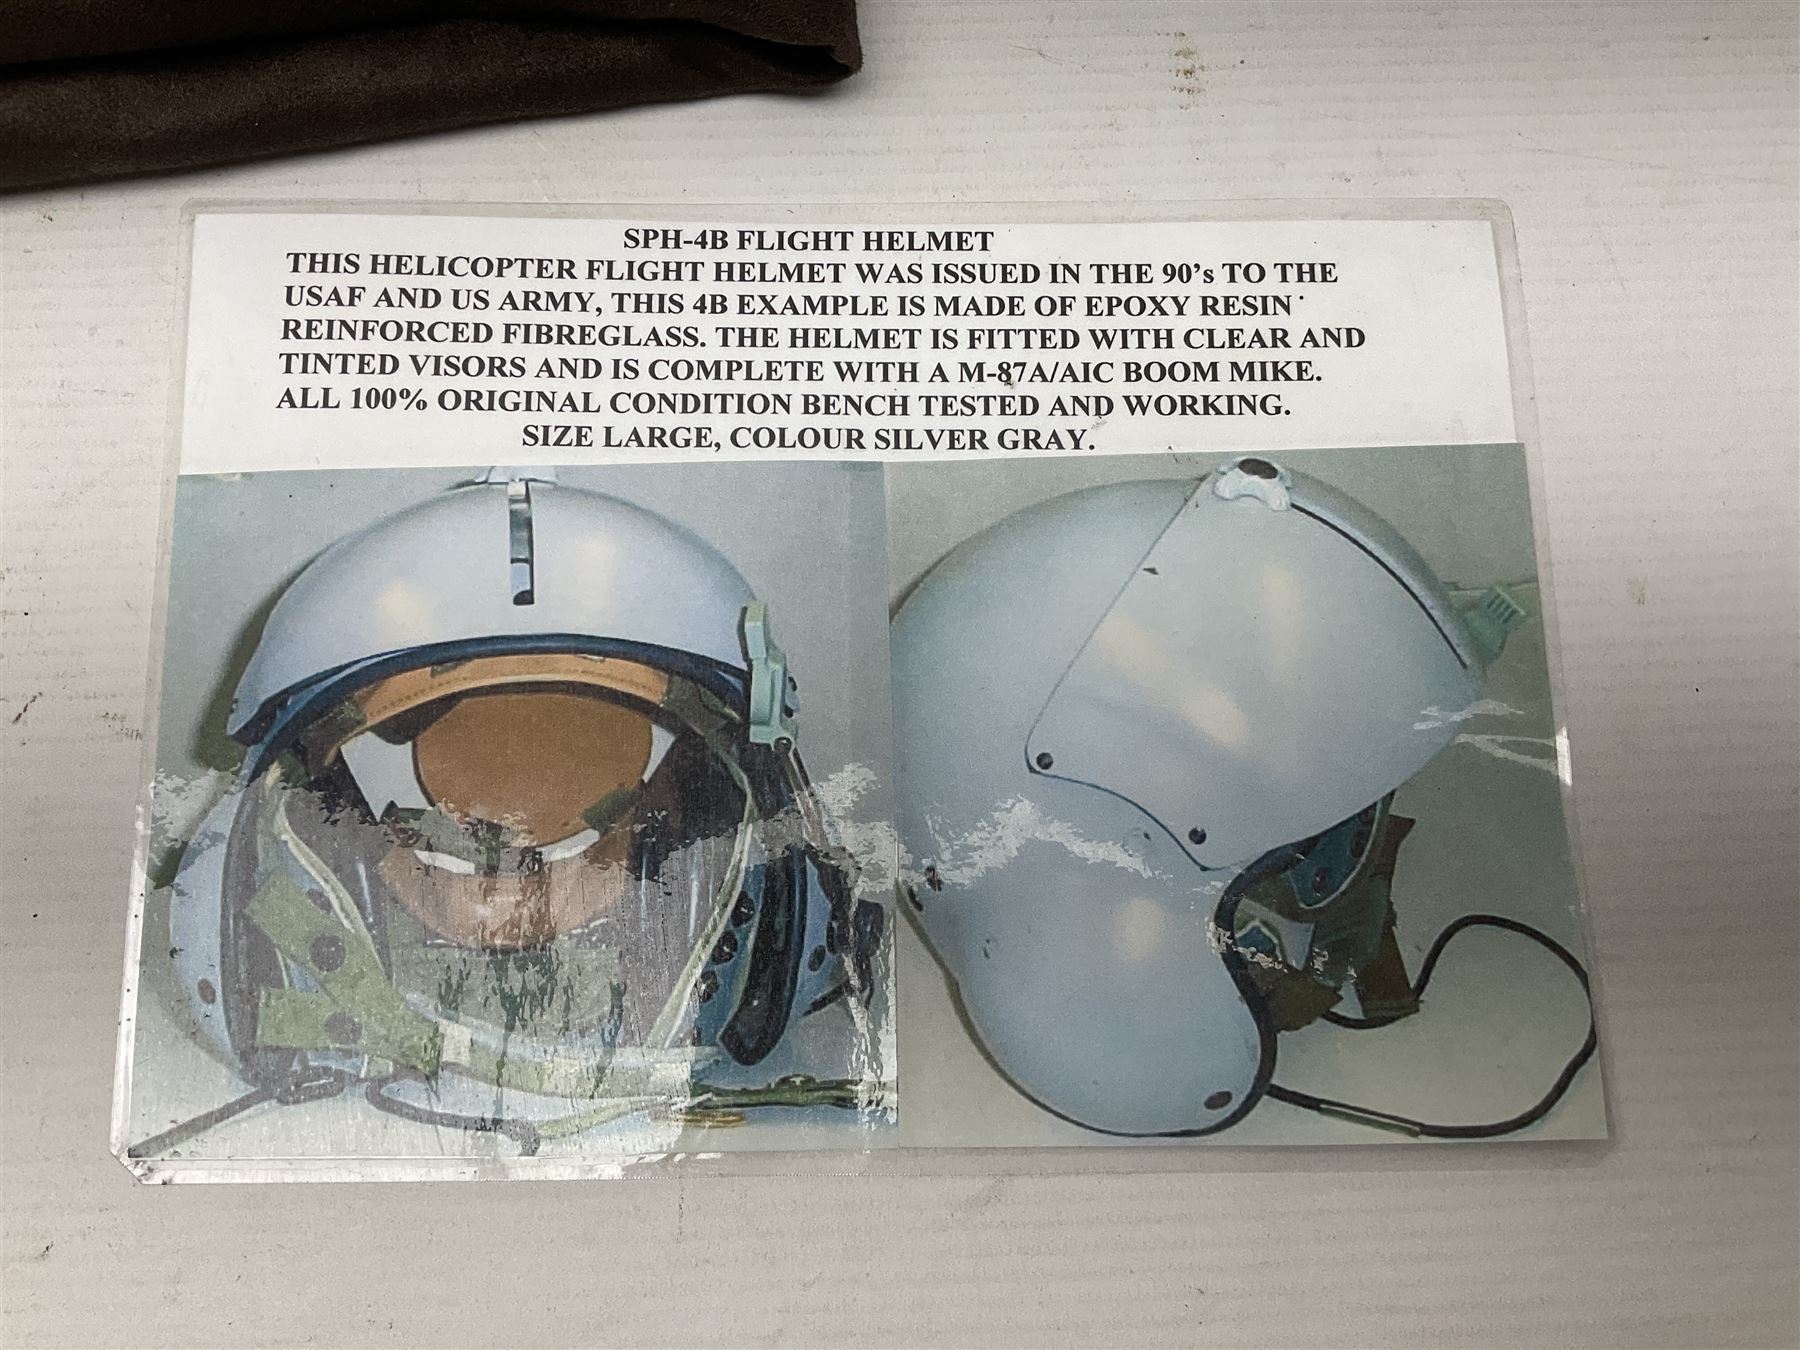 SPH-4B FLIGHT HELMET
THIS HELICOPTER FLIGHT HELMET WAS ISSUED IN THE 90's TO THE
USAF AND US ARMY, THIS 4B EXAMPLE IS MADE OF EPOXY RESIN
REINFORCED FIBREGLASS. THE HELMET IS FITTED WITH CLEAR AND
TINTED VISORS AND IS COMPLETE WITH A M-87A/AIC BOOM MIKE.
ALL 100% ORIGINAL CONDITION BENCH TESTED AND WORKING.
SIZE LARGE, COLOUR SILVER GRAY.